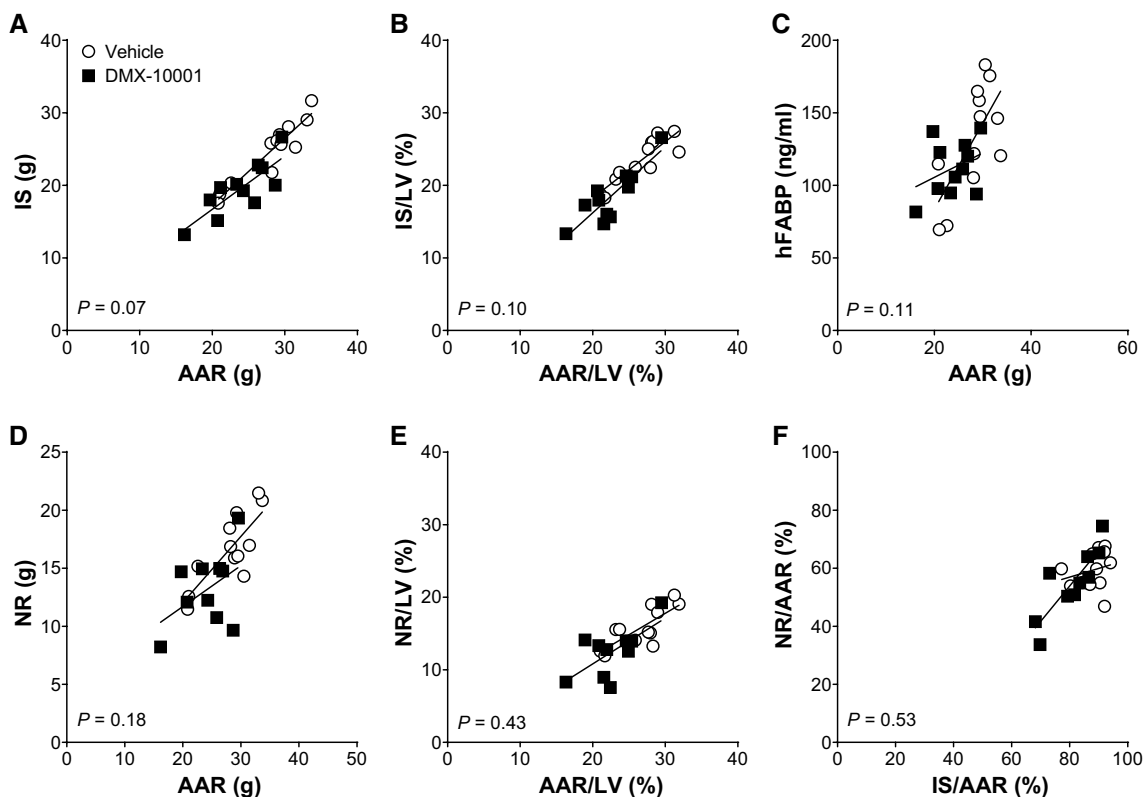 A
IS (g)
40
30
20
10
0
Vehicle
DMX-10001
P = 0.07
0 10 20 30 40
AAR (g)
B
IS/LV (%)
40
30
20
10
0
P = 0.10
0 10 20 30 40
AAR/LV (%)
C
hFABP (ng/ml)
200
150
100
50
0
P = 0.11
0 20 40 60
AAR (g)
D
NR (g)
25
20
15
10
5
0
P = 0.18
0 10 20 30 40 50
AAR (g)
E
NR/LV (%)
40
30
20
10
0
P = 0.43
0 10 20 30 40
AAR/LV (%)
F
NR/AAR (%)
100
80
60
40
20
0
P = 0.53
0 20 40 60 80 100
IS/AAR (%)